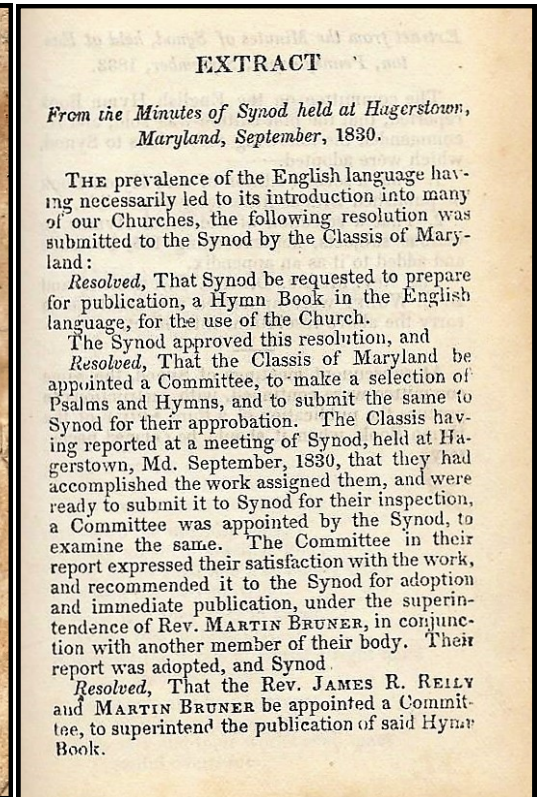 EXTRACT
From the Minutes of Synod held at Hagerstown,
Maryland, September, 1830.
THE prevalence of the English language hav-
ing necessarily led to its introduction into many
of our Churches, the following resolution was
submitted to the Synod by the Classis of Mary-
land:
Resolved, That Synod be requested to prepare
for publication, a Hymn Book in the English
language, for the use of the Church.
The Synod approved this resolution, and
Resolved, That the Classis of Maryland be
appointed a Committee, to make a selection of
Psalms and Hymns, and to submit the same to
Synod for their approbation. The Classis hav-
ing reported at a meeting of Synod, held at Ha-
gerstown, Md. September, 1830, that they had
accomplished the work assigned them, and were
ready to submit it to Synod for their inspection,
a Committee was appointed by the Synod, to
examine the same. The Committee in their
report expressed their satisfaction with the work,
and recommended it to the Synod for adoption
and immediate publication, under the superin-
tendence of Rev. MARTIN BRUNER, in conjunc-
tion with another member of their body. Their
report was adopted, and Synod
Resolved, That the Rev. JAMES R. REILY
and MARTIN BRUNER be appointed a Commit-
tee, to superintend the publication of said Hymn
Book.